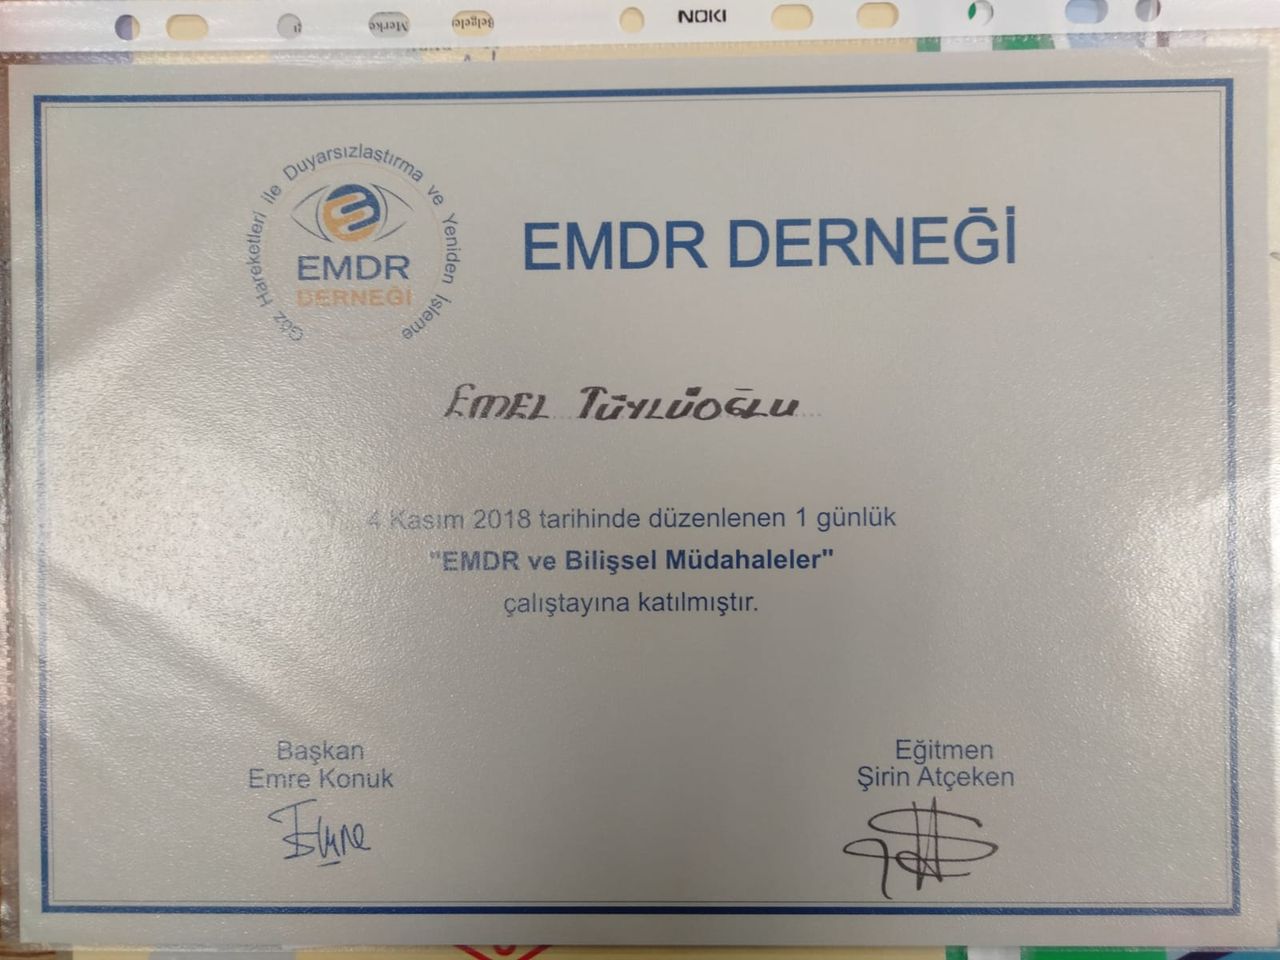 NOKI
Göz Hareketleri ile Duyarsızlaştırma ve Yeniden İşleme
EMDR
DERNEĞİ
EMDR DERNEĞİ
EMEL TÜYLÜOĞLU
4 Kasım 2018 tarihinde düzenlenen 1 günlük
"EMDR ve Bilişsel Müdahaleler"
çalıştayına katılmıştır.
Başkan
Emre Konuk
Emre
Eğitmen
Şirin Atçeken